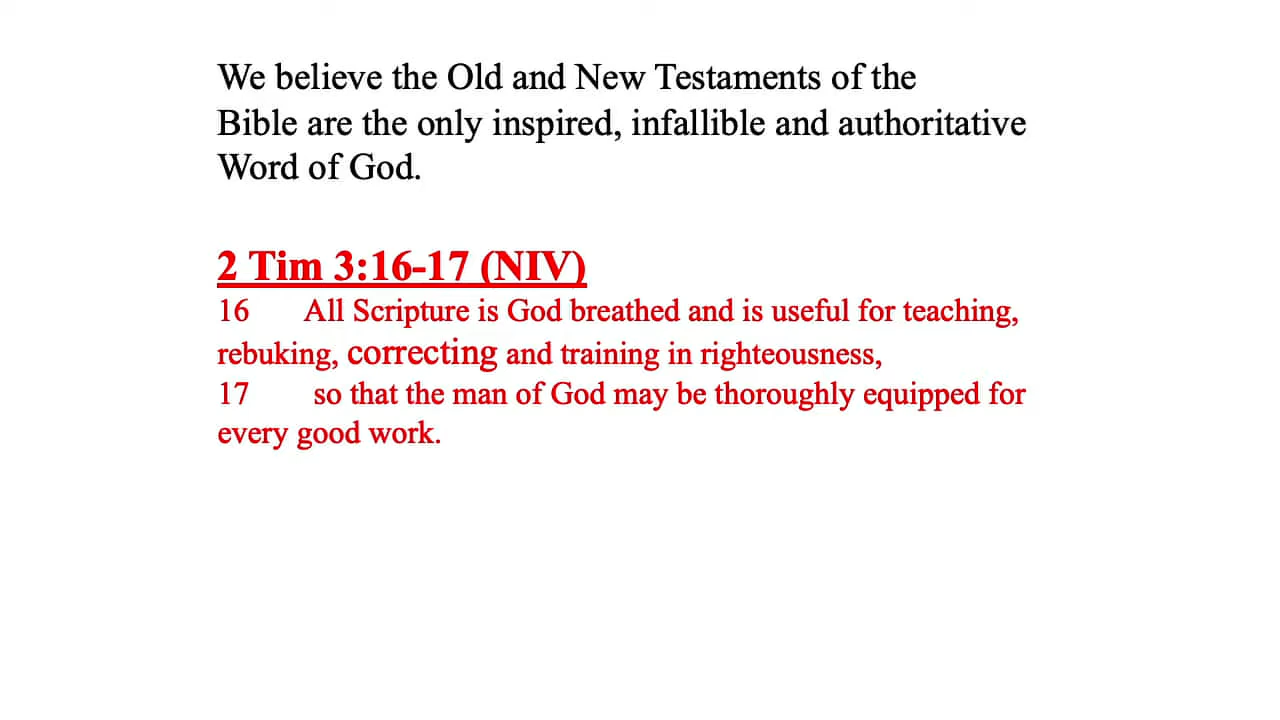 We believe the Old and New Testaments of the
Bible are the only inspired, infallible and authoritative
Word of God.
2 Tim 3:16-17 (NIV)
16 All Scripture is God breathed and is useful for teaching,
rebuking, correcting and training in righteousness,
17 so that the man of God may be thoroughly equipped for
every good work.